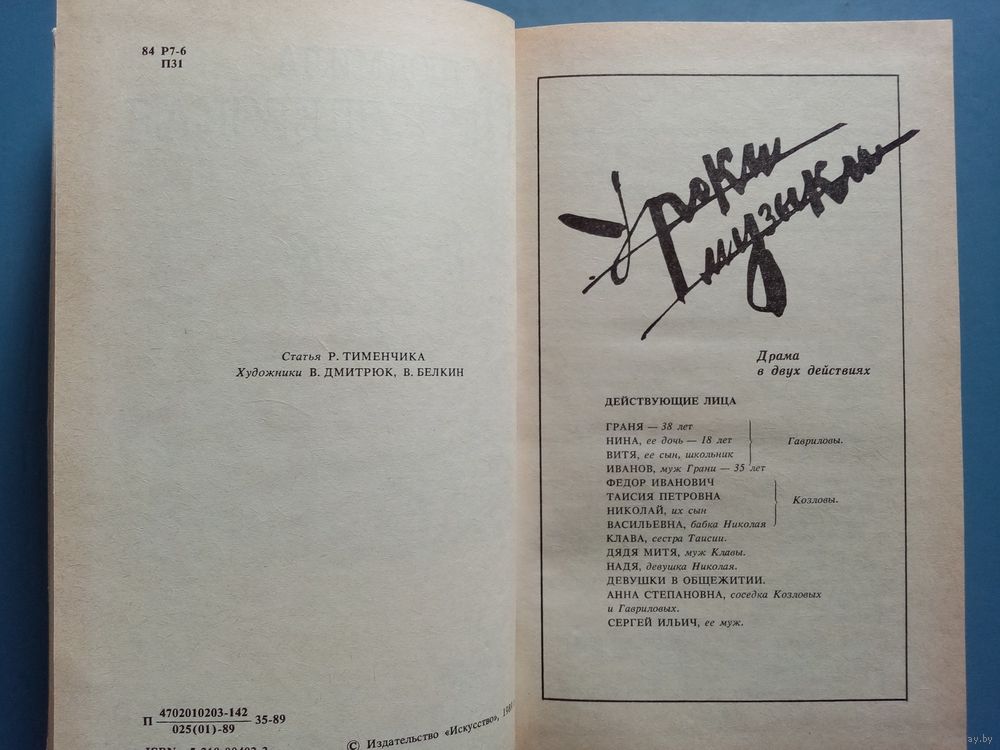 84 Р7-6
П31
Статья Р. ТИМЕНЧИКА
Художники В. ДМИТРЮК, В. БЕЛКИН
П 4702010203-142 35-89
025(01)-89
© Издательство «Искусство»,
Уроки
музыки
Драма
в двух действиях
ДЕЙСТВУЮЩИЕ ЛИЦА
ГРАНЯ — 38 лет
НИНА, ее дочь — 18 лет
Гавриловы.
ВИТЯ, ее сын, школьник
ИВАНОВ, муж Грани — 35 лет
ФЕДОР ИВАНОВИЧ
ТАИСИЯ ПЕТРОВНА
Козловы.
НИКОЛАЙ, их сын
ВАСИЛЬЕВНА, бабка Николая
КЛАВА, сестра Таисии.
ДЯДЯ МИТЯ, муж Клавы.
НАДЯ, девушка Николая.
ДЕВУШКИ В ОБЩЕЖИТИИ.
АННА СТЕПАНОВНА, соседка Козловых
и Гавриловых.
СЕРГЕЙ ИЛЬИЧ, ее муж.
ay.by